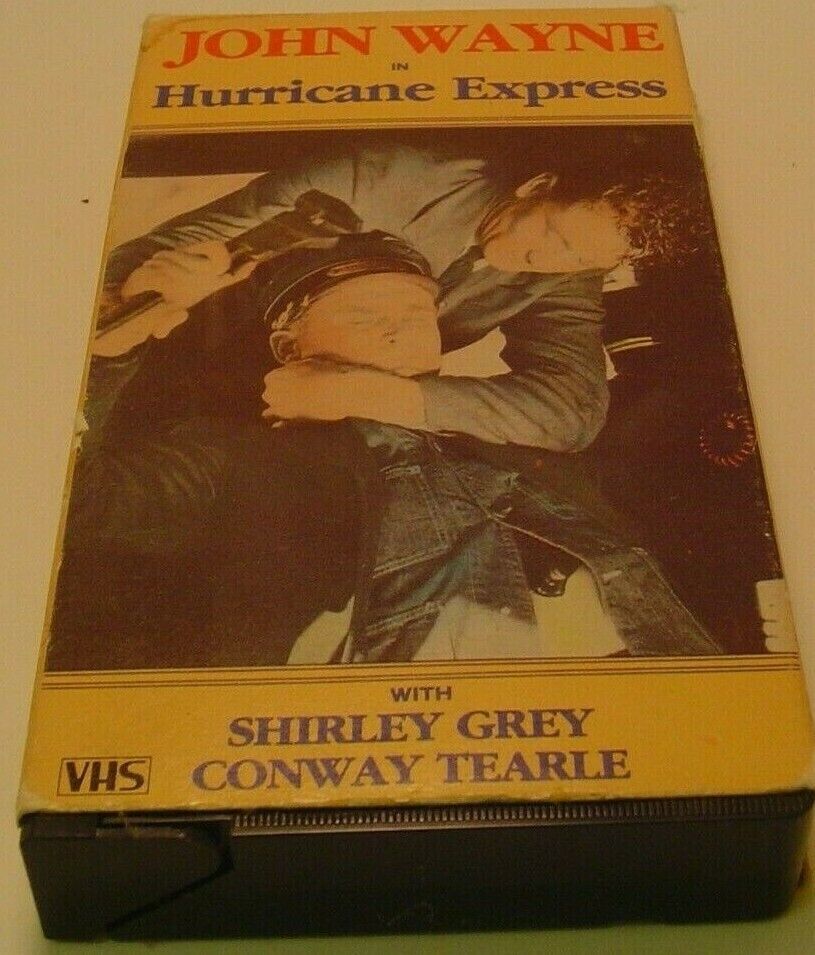 JOHN WAYNE
IN
Hurricane Express
WITH
SHIRLEY GREY
CONWAY TEARLE
VHS